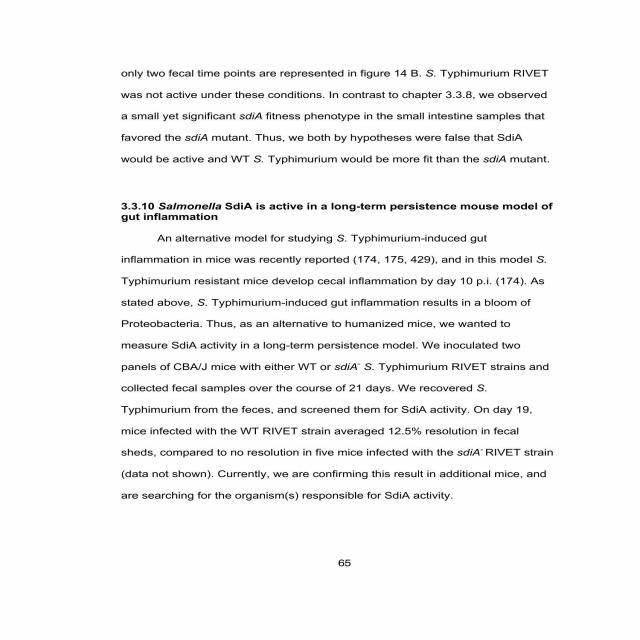 only two fecal time points are represented in figure 14 B. S. Typhimurium RIVET
was not active under these conditions. In contrast to chapter 3.3.8, we observed
a small yet significant sdiA fitness phenotype in the small intestine samples that
favored the sdiA mutant. Thus, we both by hypotheses were false that SdiA
would be active and WT S. Typhimurium would be more fit than the sdiA mutant.
3.3.10 Salmonella SdiA is active in a long-term persistence mouse model of
gut inflammation
An alternative model for studying S. Typhimurium-induced gut
inflammation in mice was recently reported (174, 175, 429), and in this model S.
Typhimurium resistant mice develop cecal inflammation by day 10 p.i. (174). As
stated above, S. Typhimurium-induced gut inflammation results in a bloom of
Proteobacteria. Thus, as an alternative to humanized mice, we wanted to
measure SdiA activity in a long-term persistence model. We inoculated two
panels of CBA/J mice with either WT or sdiA⁻ S. Typhimurium RIVET strains and
collected fecal samples over the course of 21 days. We recovered S.
Typhimurium from the feces, and screened them for SdiA activity. On day 19,
mice infected with the WT RIVET strain averaged 12.5% resolution in fecal
sheds, compared to no resolution in five mice infected with the sdiA⁻ RIVET strain
(data not shown). Currently, we are confirming this result in additional mice, and
are searching for the organism(s) responsible for SdiA activity.
65